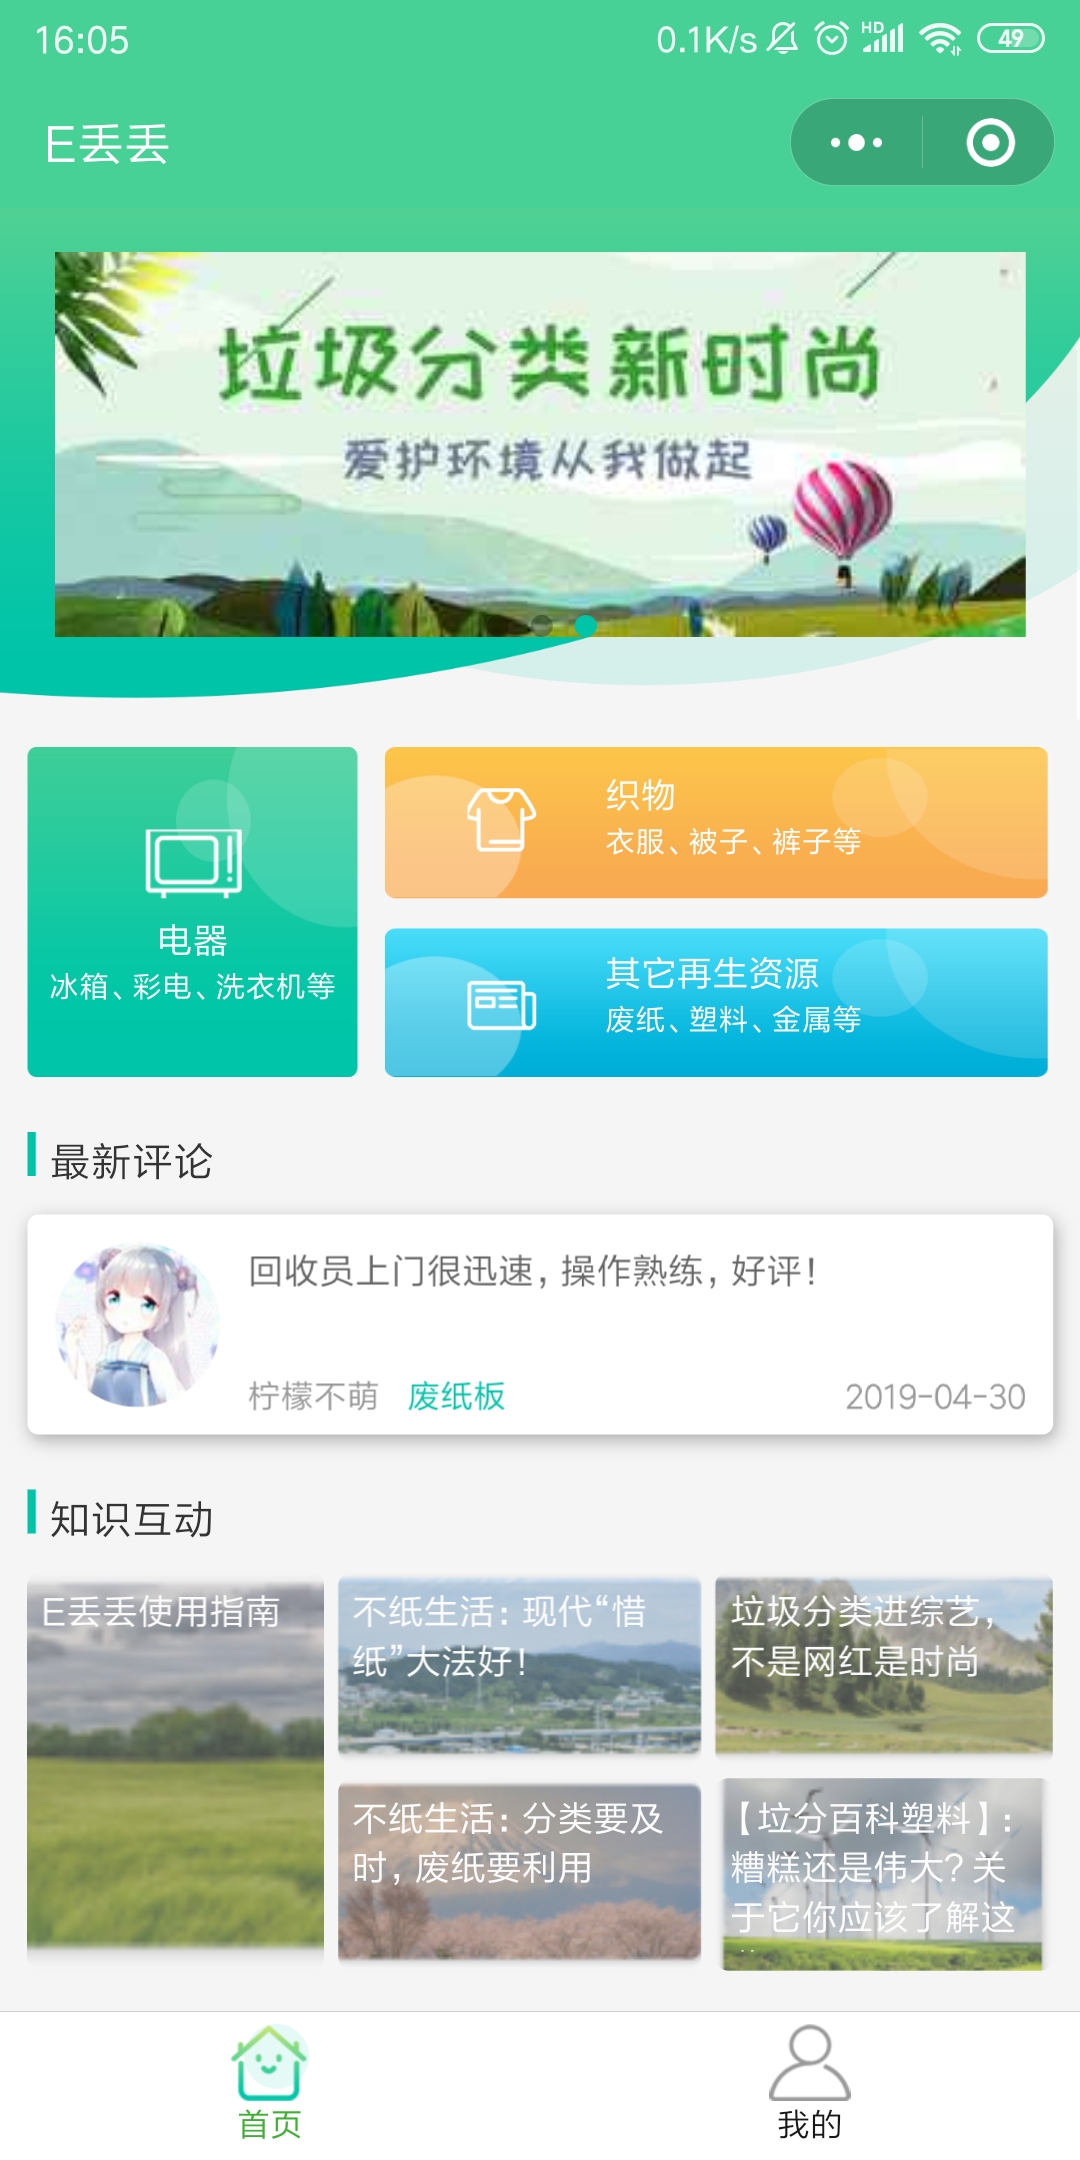 16:05
0.1K/s
HD
49
E丢丢
垃圾分类新时尚
爱护环境从我做起
电器
冰箱、彩电、洗衣机等
织物
衣服、被子、裤子等
其它再生资源
废纸、塑料、金属等
最新评论
回收员上门很迅速，操作熟练，好评！
柠檬不萌 废纸板 2019-04-30
知识互动
E丢丢使用指南
不纸生活：现代“惜
纸”大法好！
垃圾分类进综艺，
不是网红是时尚
不纸生活：分类要及
时，废纸要利用
【垃分百科塑料】：
糟糕还是伟大？关
于它你应该了解这
首页
我的